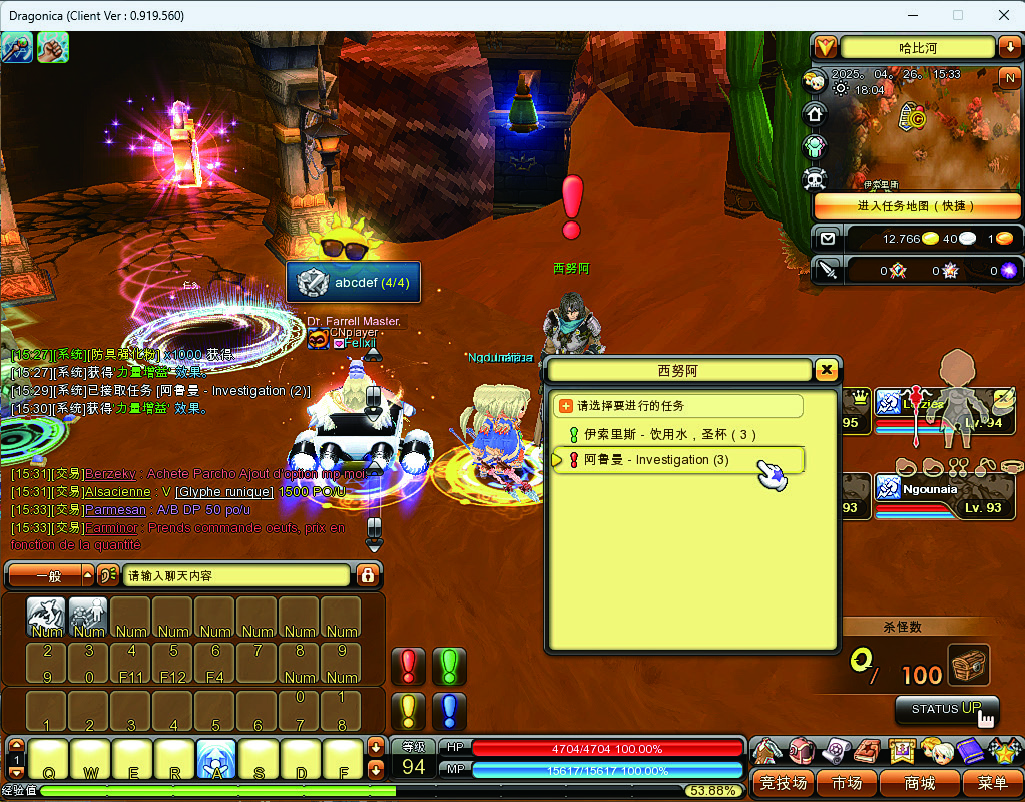 Dragonica (Client Ver : 0.919.560)
哈比河
2025。 04。 26。 15:33
18:04
N
伊索里斯
进入任务地图 ( 快捷 )
12.766 40 1
0 0 0
任务
西努阿
abcdef (4/4)
Dr. Farrell Master,
CNplayer
Felixii
[15:27][系统][防具强化粉] x1000 获得.
[15:27][系统]获得'力量增益' 效果。
[15:29][系统]已接取任务 [阿鲁曼 - Investigation (2)]
[15:30][系统]获得'力量增益' 效果。
西努阿
请选择要进行的任务
伊索里斯 - 饮用水，圣杯 ( 3 )
阿鲁曼 - Investigation (3)
95
Lv. 94
Ngounaia
93
Lv. 93
[15:31][交易]Berzeky : Achete Parcho Ajout d'option mp-moi
[15:31][交易]Alsacienne : V [Glyphe runique] 1500 PO/U
[15:33][交易]Parmesan : A/B DP 50 po/u
[15:33][交易]Farminor : Prends commande oeufs, prix en
fonction de la quantité
一般
请输入聊天内容
Num Num Num Num Num Num Num Num
2 3 4 5 6 7 8 9
9 0 F11 F12 F4 Num Num
0 1
1 2 3 4 5 6 7 8
杀怪数
0/ 100
STATUS UP
1
Q W E R A S D F
等级
94
HP 4704/4704 100.00%
MP 15617/15617 100.00%
竞技场 市场 商城 菜单
经验值 53.88%